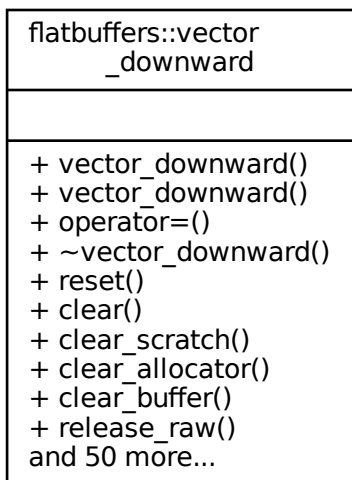 flatbuffers::vector
_downward
+ vector_downward()
+ vector_downward()
+ operator=()
+ ~vector_downward()
+ reset()
+ clear()
+ clear_scratch()
+ clear_allocator()
+ clear_buffer()
+ release_raw()
and 50 more...